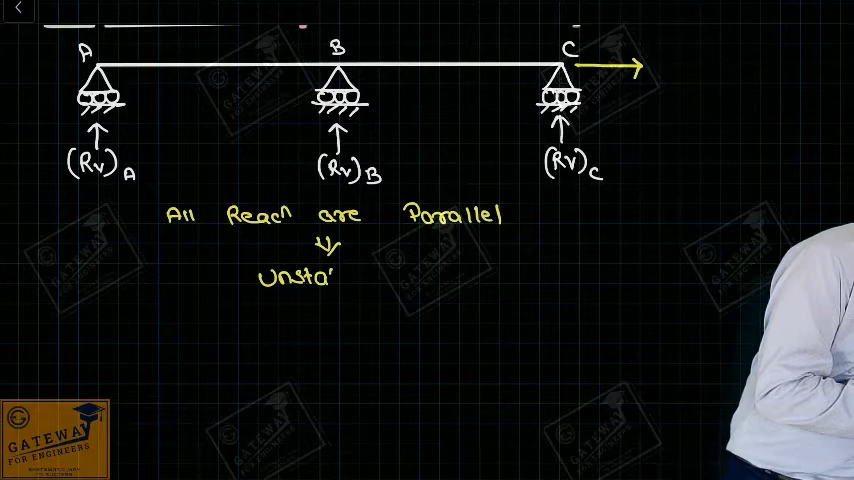 A B C
(Rv)A (Rv)B (Rv)C
All Reacn are Parallel
Unsta
GATEWAY
FOR ENGINEERS